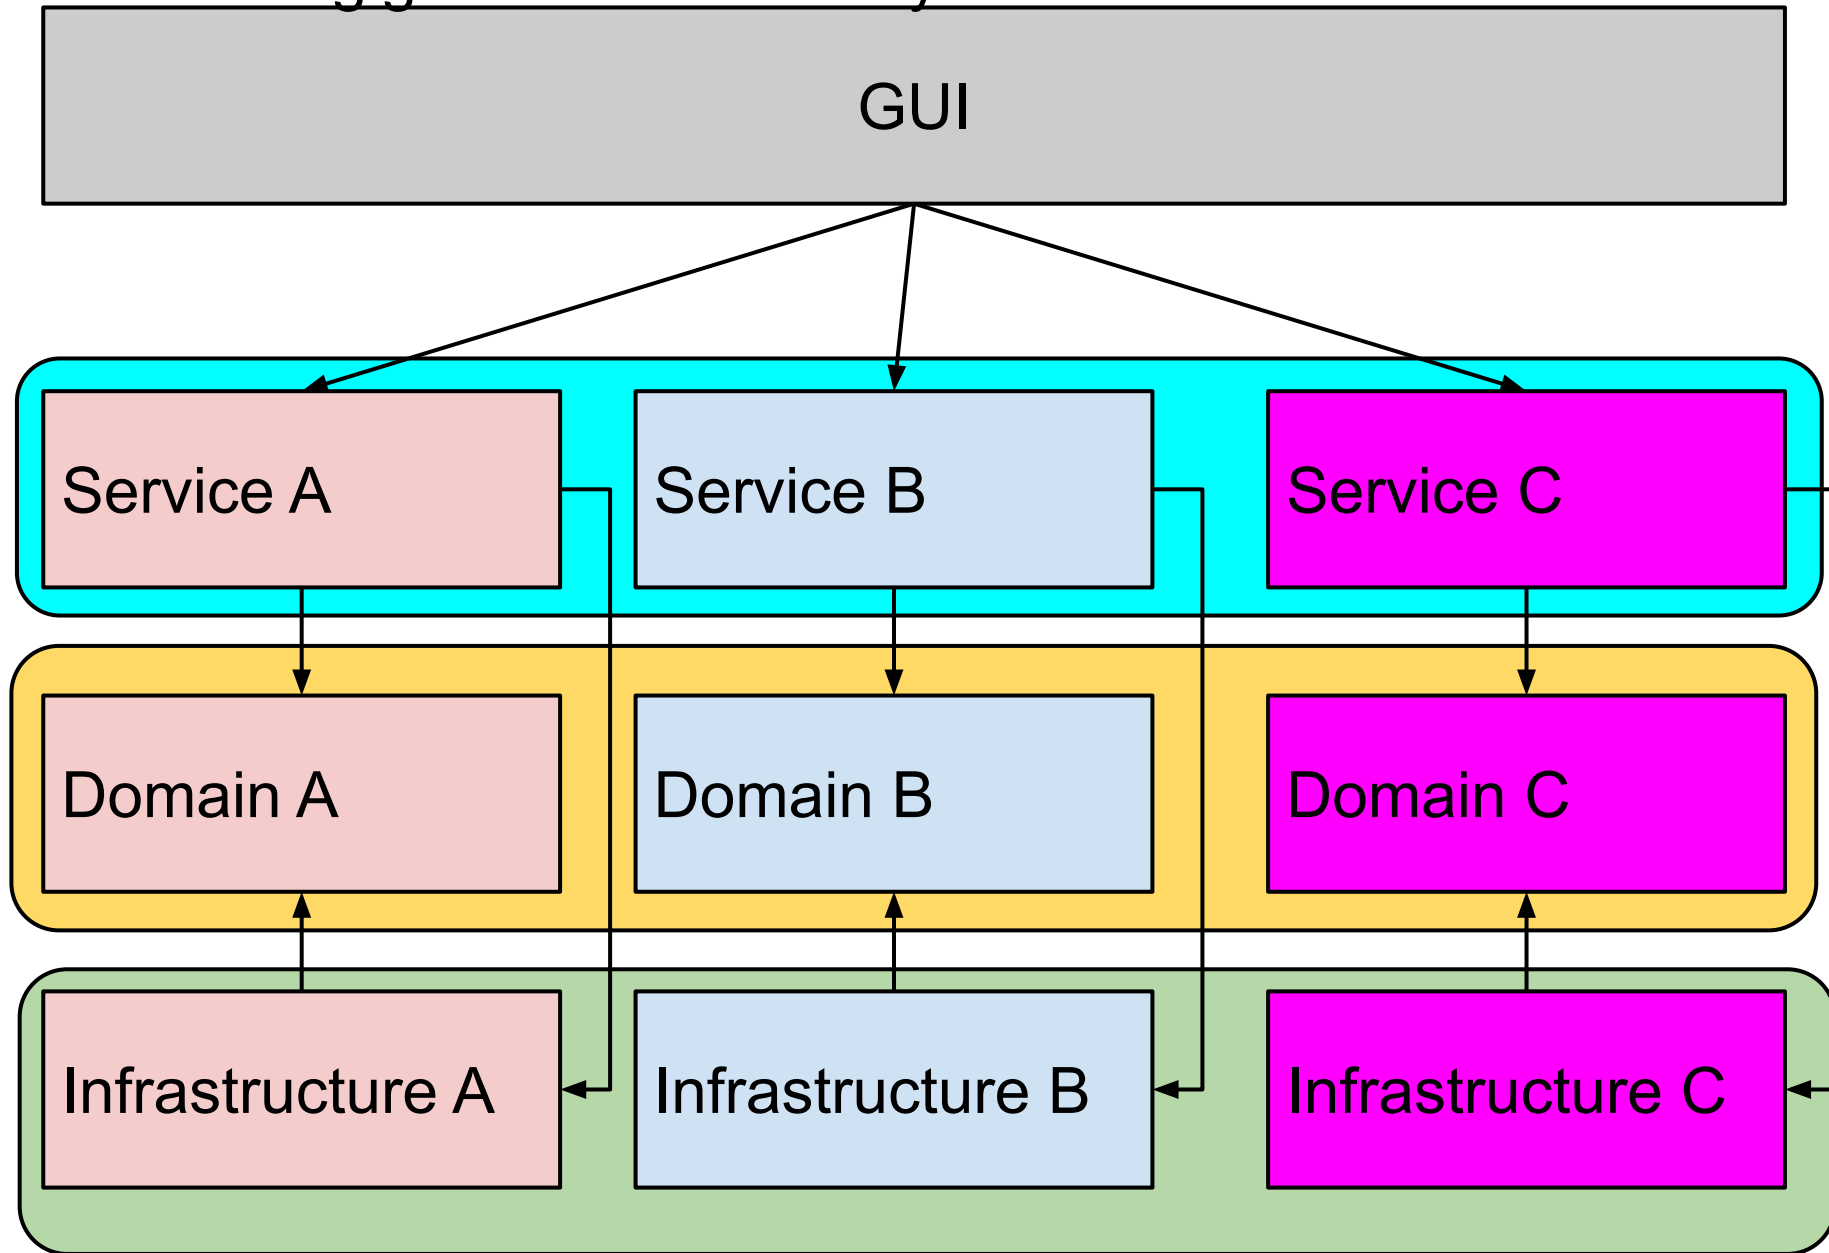 GUI
Service A
Service B
Service C
Domain A
Domain B
Domain C
Infrastructure A
Infrastructure B
Infrastructure C